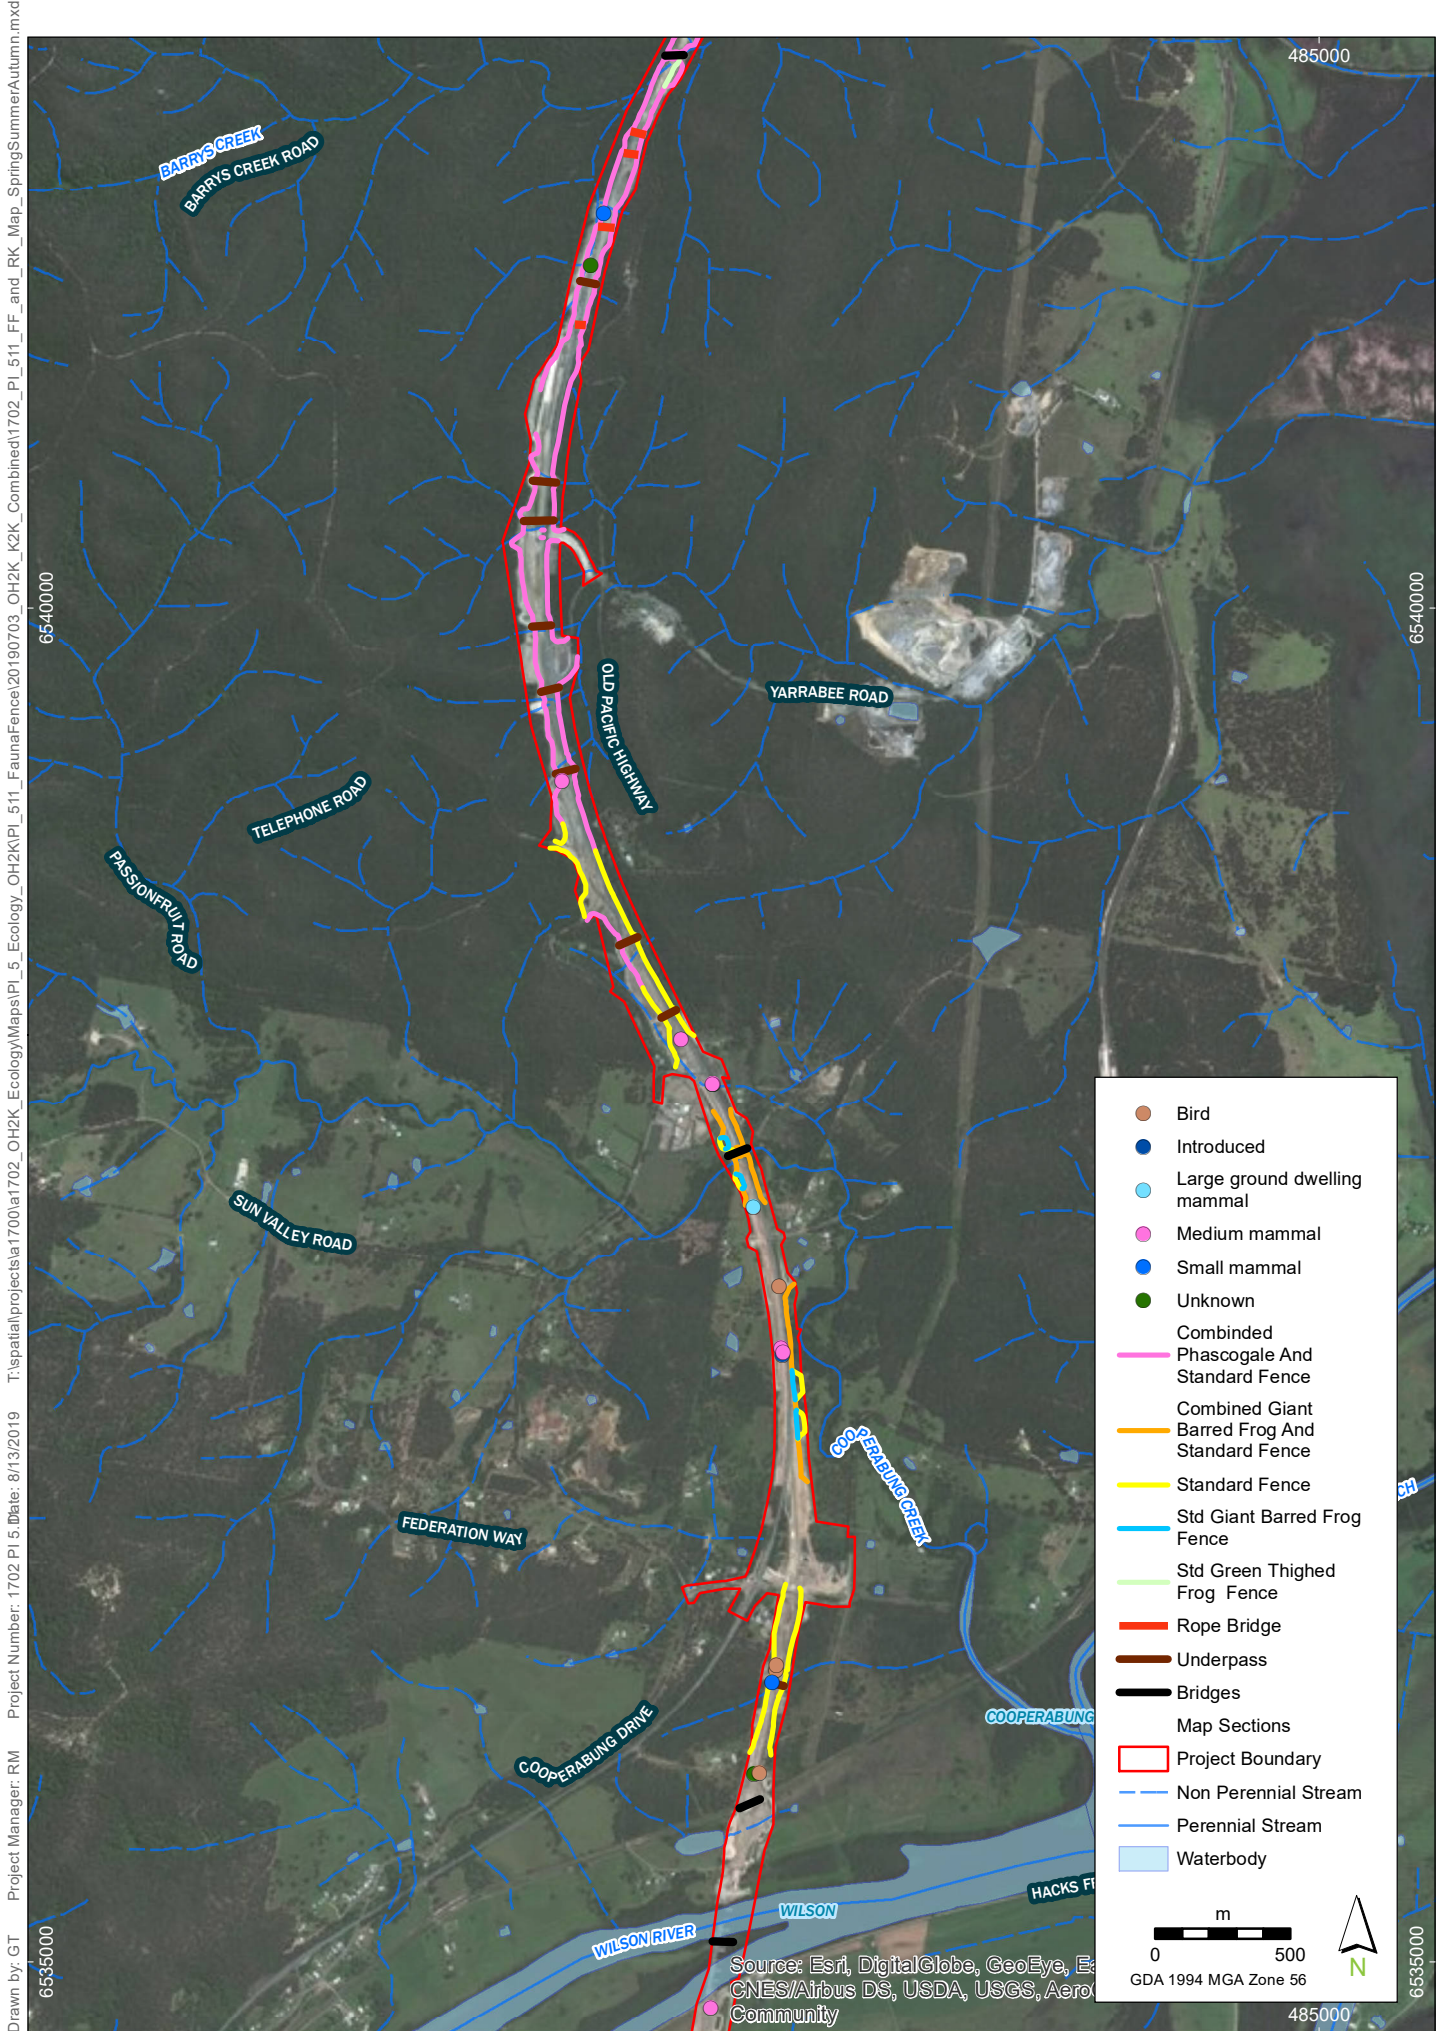 485000
BARRYS CREEK
BARRYS CREEK ROAD
6540000
6540000
OLD PACIFIC HIGHWAY
YARRABEE ROAD
TELEPHONE ROAD
PASSIONFRUIT ROAD
SUN VALLEY ROAD
COOPERABUNG CREEK
FEDERATION WAY
CH
COOPERABUNG DRIVE
COOPERABUNG
HACKS F
WILSON
WILSON RIVER
6535000
6535000
485000
Source: Esri, DigitalGlobe, GeoEye, Ea
CNES/Airbus DS, USDA, USGS, Aero
Community
Bird
Introduced
Large ground dwelling
mammal
Medium mammal
Small mammal
Unknown
Combinded
Phascogale And
Standard Fence
Combined Giant
Barred Frog And
Standard Fence
Standard Fence
Std Giant Barred Frog
Fence
Std Green Thighed
Frog Fence
Rope Bridge
Underpass
Bridges
Map Sections
Project Boundary
Non Perennial Stream
Perennial Stream
Waterbody
m
0 500
GDA 1994 MGA Zone 56
N
Drawn by: GT Project Manager: RM Project Number: 1702 PI 5.Date: 8/13/2019 T:\spatial\projects\a1700\a1702_OH2K_Ecology\Maps\PI_5_Ecology_OH2K\PI_511_FaunaFence\20190703_OH2K_K2K_Combined\1702_PI_511_FF_and_RK_Map_SpringSummerAutumn.mxd